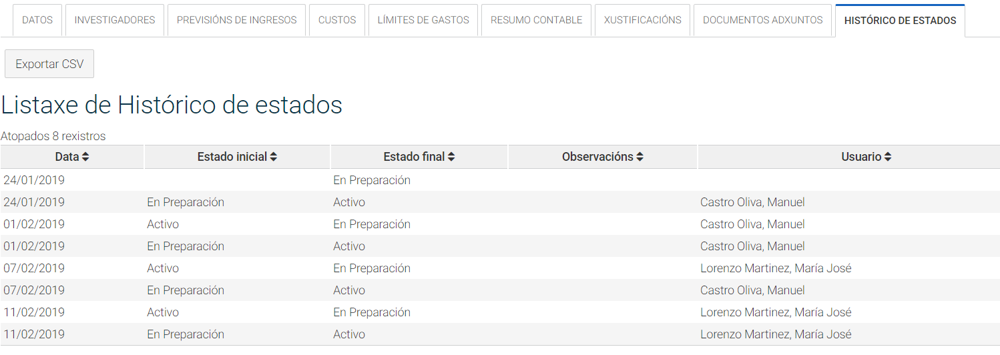 DATOS INVESTIGADORES PREVISIÓNS DE INGRESOS CUSTOS LÍMITES DE GASTOS RESUMO CONTABLE XUSTIFICACIÓNS DOCUMENTOS ADXUNTOS HISTÓRICO DE ESTADOS
Exportar CSV
Listaxe de Histórico de estados
Atopados 8 rexistros
Data Estado inicial Estado final Observacións Usuario
24/01/2019 En Preparación
24/01/2019 En Preparación Activo Castro Oliva, Manuel
01/02/2019 Activo En Preparación Castro Oliva, Manuel
01/02/2019 En Preparación Activo Castro Oliva, Manuel
07/02/2019 Activo En Preparación Lorenzo Martinez, María José
07/02/2019 En Preparación Activo Castro Oliva, Manuel
11/02/2019 Activo En Preparación Lorenzo Martinez, María José
11/02/2019 En Preparación Activo Lorenzo Martinez, María José